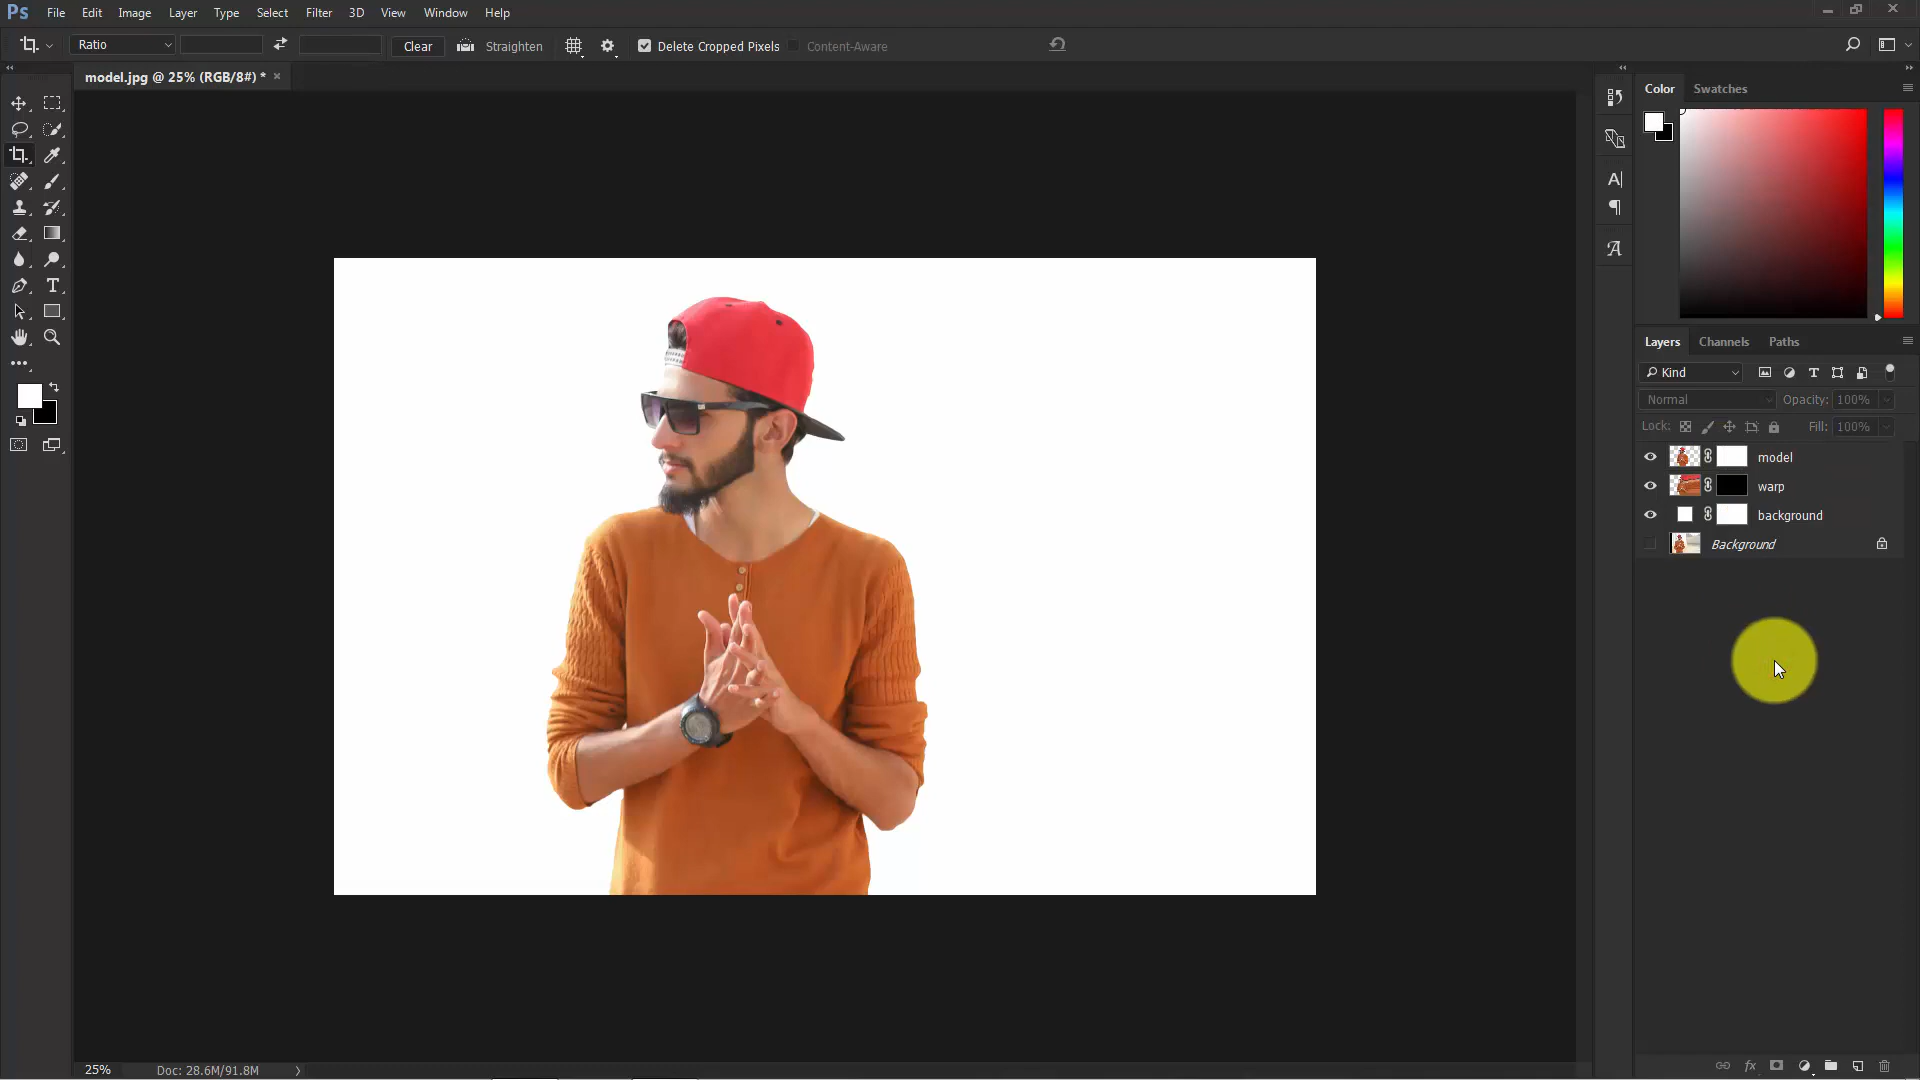 Ps File Edit Image Layer Type Select Filter 3D View Window Help
Ratio Clear Straighten Delete Cropped Pixels Content-Aware
model.jpg @ 25% (RGB/8#) * ×
Color Swatches
Layers Channels Paths
Kind
Normal Opacity: 100%
Lock: Fill: 100%
model
warp
background
Background
25% Doc: 28.6M/91.8M